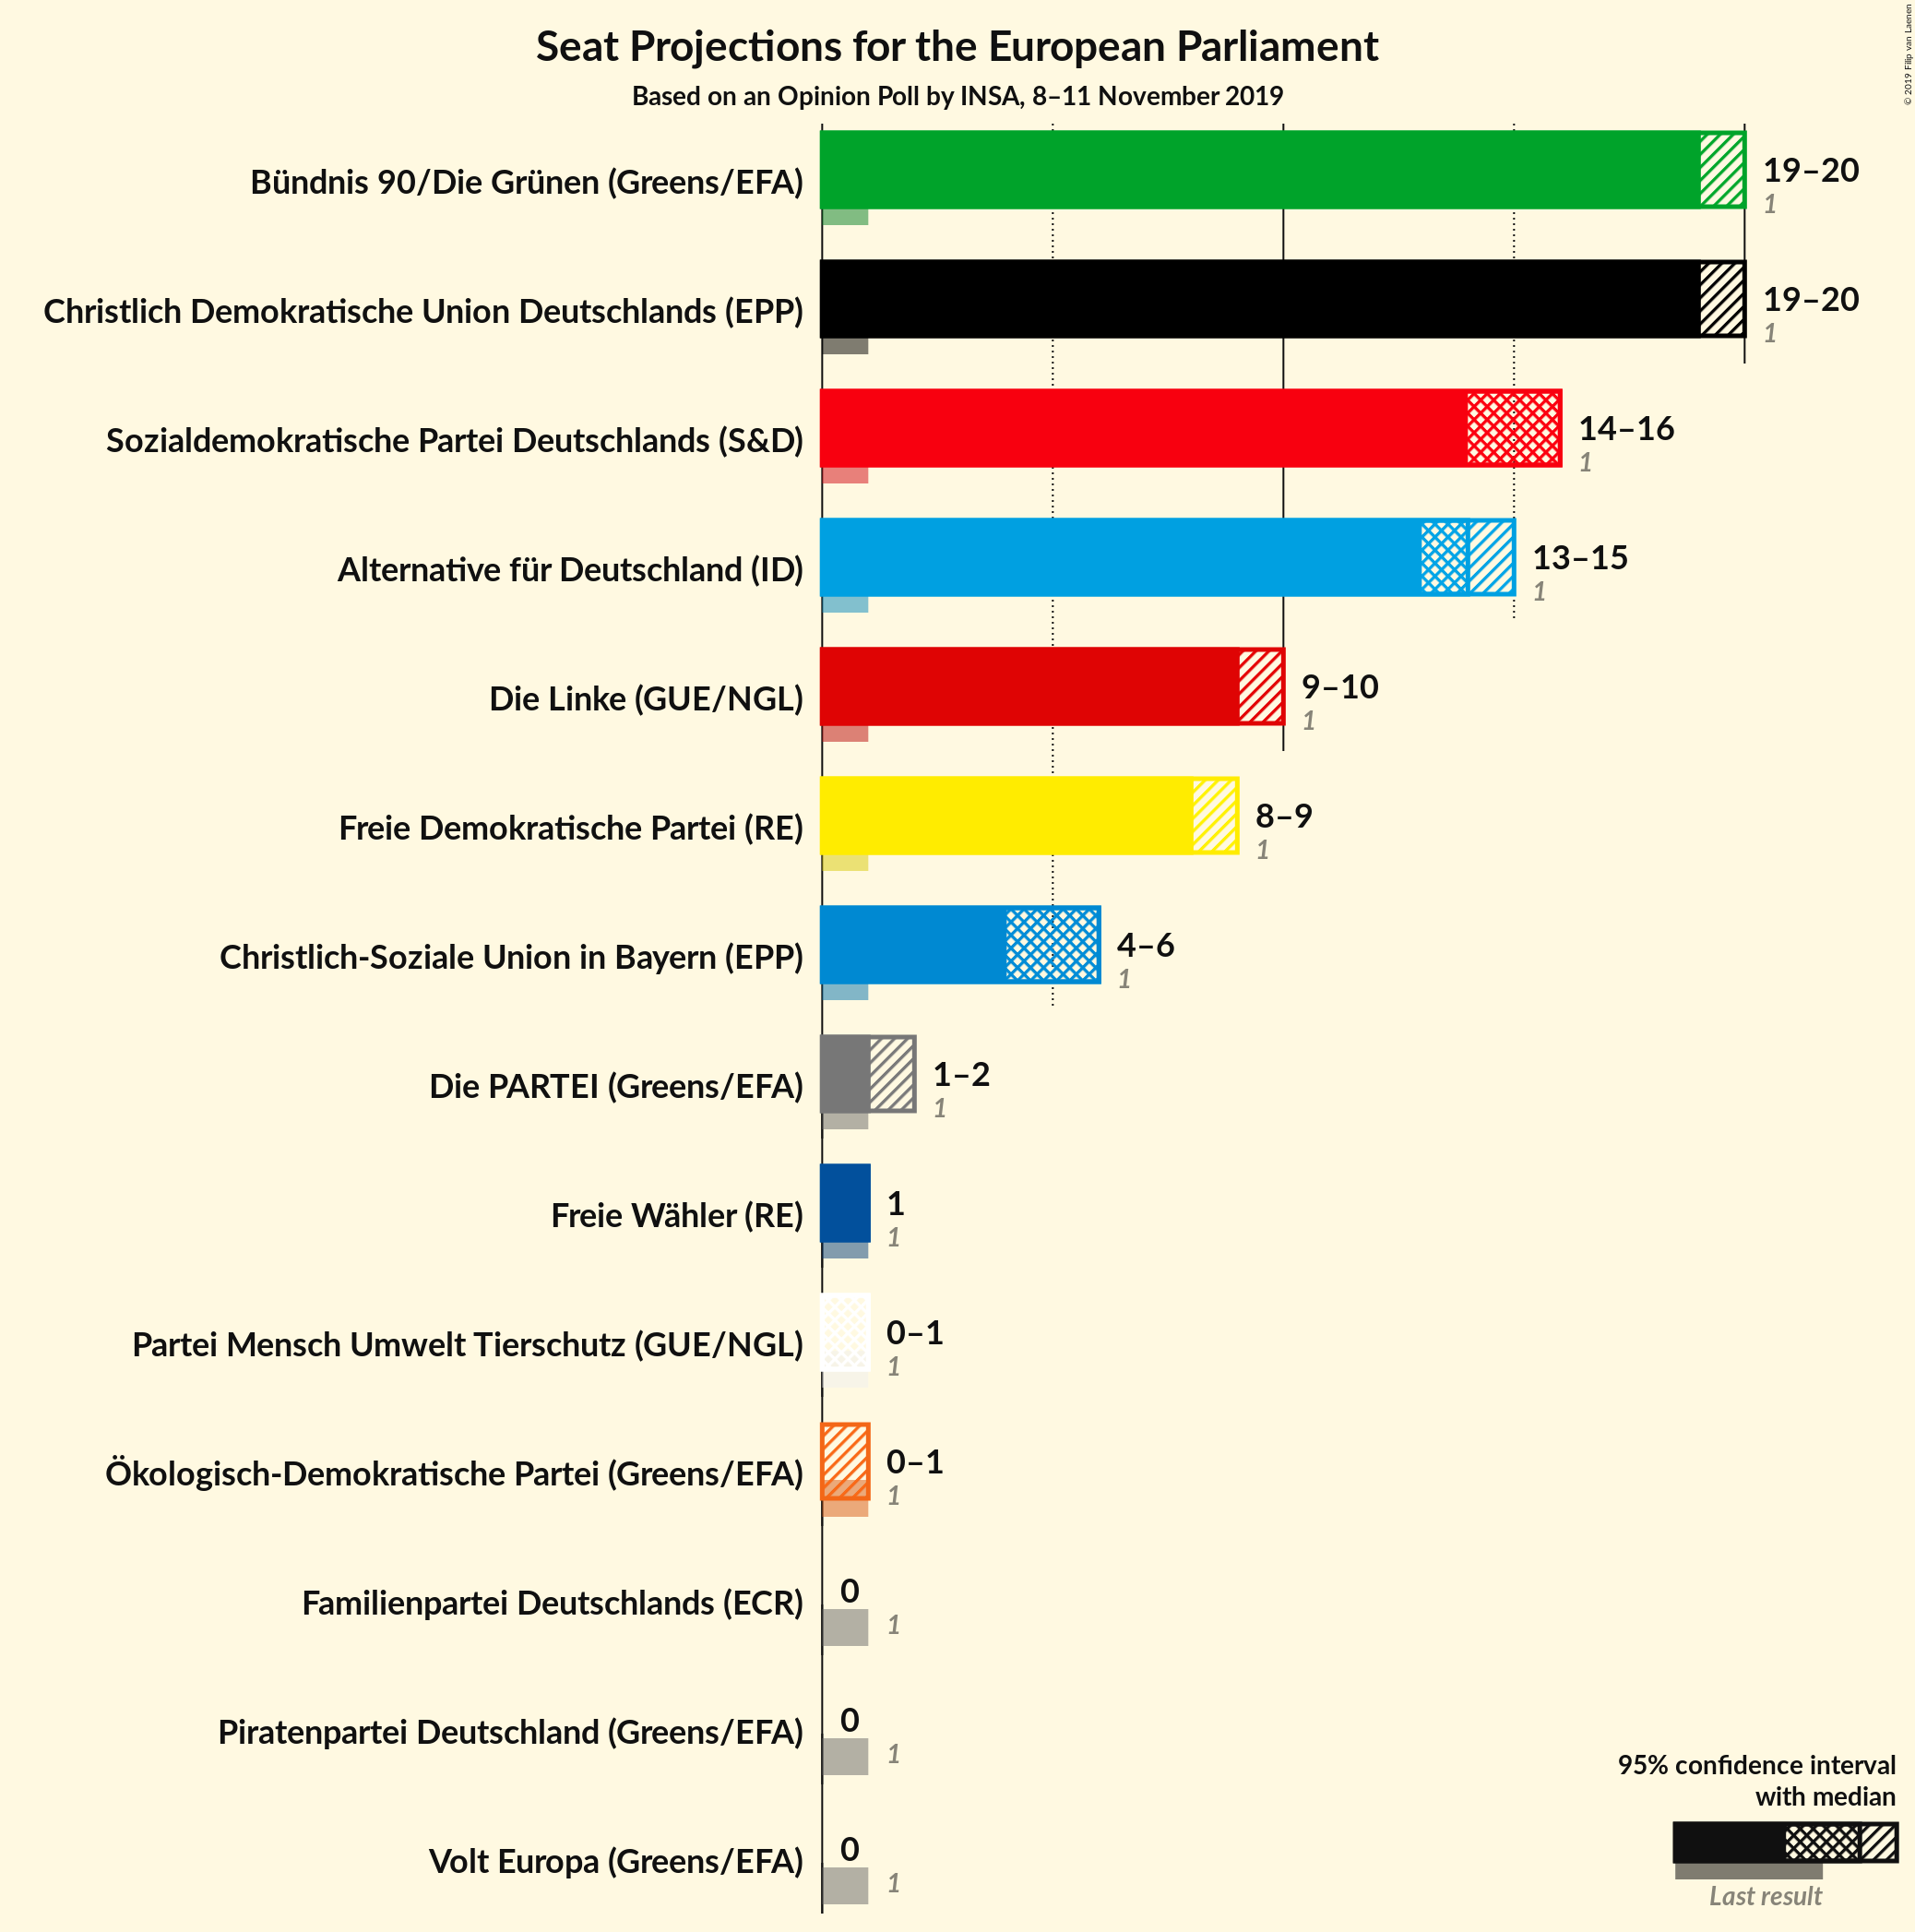 Seat Projections for the European Parliament
Based on an Opinion Poll by INSA, 8–11 November 2019
© 2019 Filip van Laenen
Bündnis 90/Die Grünen (Greens/EFA)
19–20
1
Christlich Demokratische Union Deutschlands (EPP)
19–20
1
Sozialdemokratische Partei Deutschlands (S&D)
14–16
1
Alternative für Deutschland (ID)
13–15
1
Die Linke (GUE/NGL)
9–10
1
Freie Demokratische Partei (RE)
8–9
1
Christlich-Soziale Union in Bayern (EPP)
4–6
1
Die PARTEI (Greens/EFA)
1–2
1
Freie Wähler (RE)
1
1
Partei Mensch Umwelt Tierschutz (GUE/NGL)
0–1
1
Ökologisch-Demokratische Partei (Greens/EFA)
0–1
1
Familienpartei Deutschlands (ECR)
0
1
Piratenpartei Deutschland (Greens/EFA)
0
1
Volt Europa (Greens/EFA)
0
1
95% confidence interval
with median
Last result